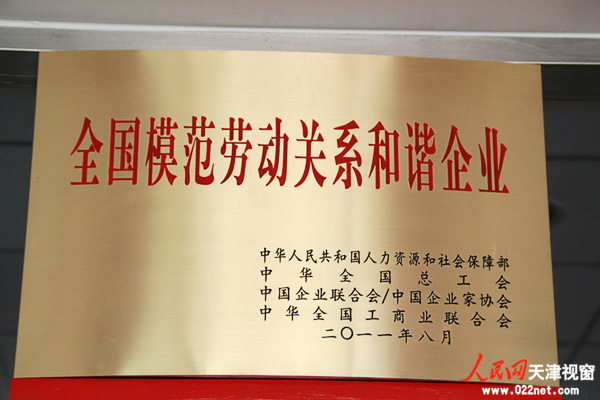 全国模范劳动关系和谐企业
中华人民共和国人力资源和社会保障部
中华全国总工会
中国企业联合会/中国企业家协会
中华全国工商业联合会
二〇一一年八月
人民网天津视窗
www.022net.com